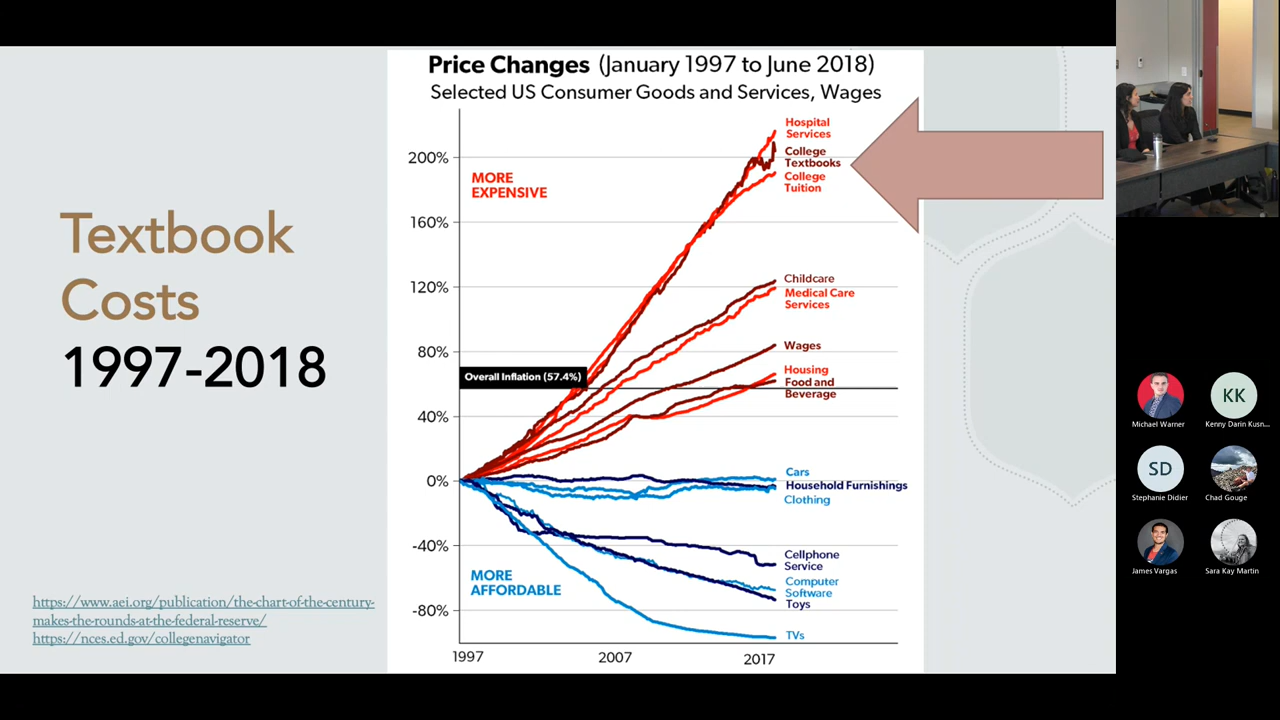 Textbook
Costs
1997-2018
https://www.aei.org/publication/the-chart-of-the-century-
makes-the-rounds-at-the-federal-reserve/
https://nces.ed.gov/collegenavigator
Price Changes (January 1997 to June 2018)
Selected US Consumer Goods and Services, Wages
200%
160%
120%
80%
40%
0%
-40%
-80%
MORE
EXPENSIVE
Overall Inflation (57.4%)
MORE
AFFORDABLE
Hospital
Services
College
Textbooks
College
Tuition
Childcare
Medical Care
Services
Wages
Housing
Food and
Beverage
Cars
Household Furnishings
Clothing
Cellphone
Service
Computer
Software
Toys
TVs
1997
2007
2017
Michael Warner
KK
Kenny Darin Kusn...
SD
Stephanie Didier
Chad Gouge
James Vargas
Sara Kay Martin